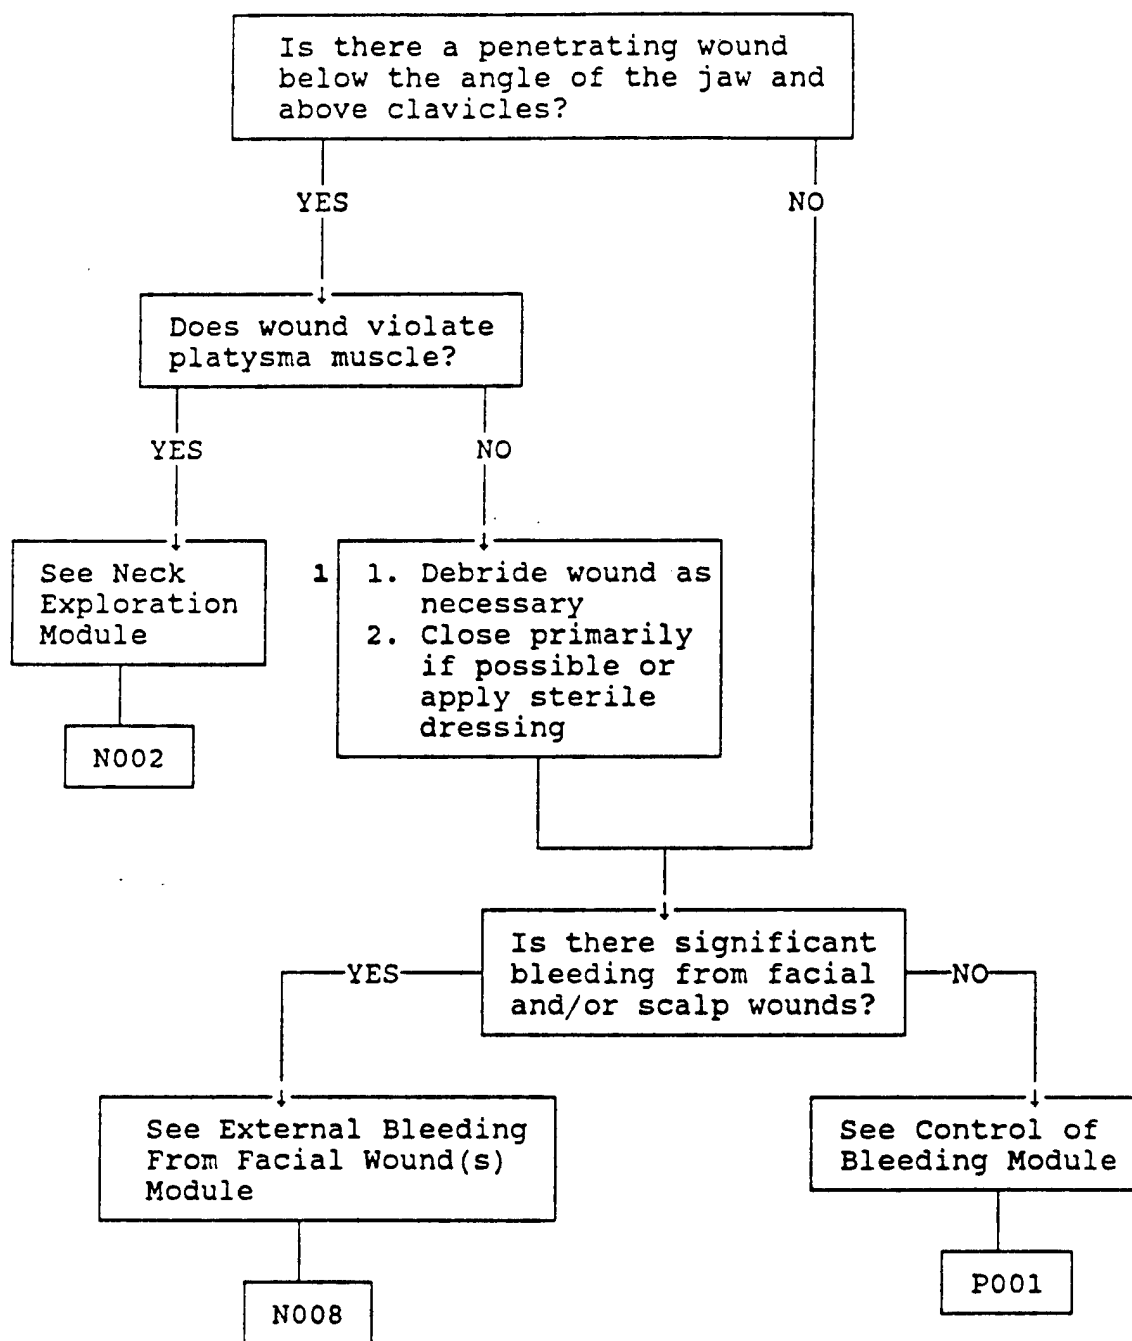 Is there a penetrating wound
below the angle of the jaw and
above clavicles?
YES
NO
Does wound violate
platysma muscle?
YES
NO
See Neck
Exploration
Module
1
1. Debride wound as
necessary
2. Close primarily
if possible or
apply sterile
dressing
N002
Is there significant
bleeding from facial
and/or scalp wounds?
YES
NO
See External Bleeding
From Facial Wound(s)
Module
See Control of
Bleeding Module
N008
P001